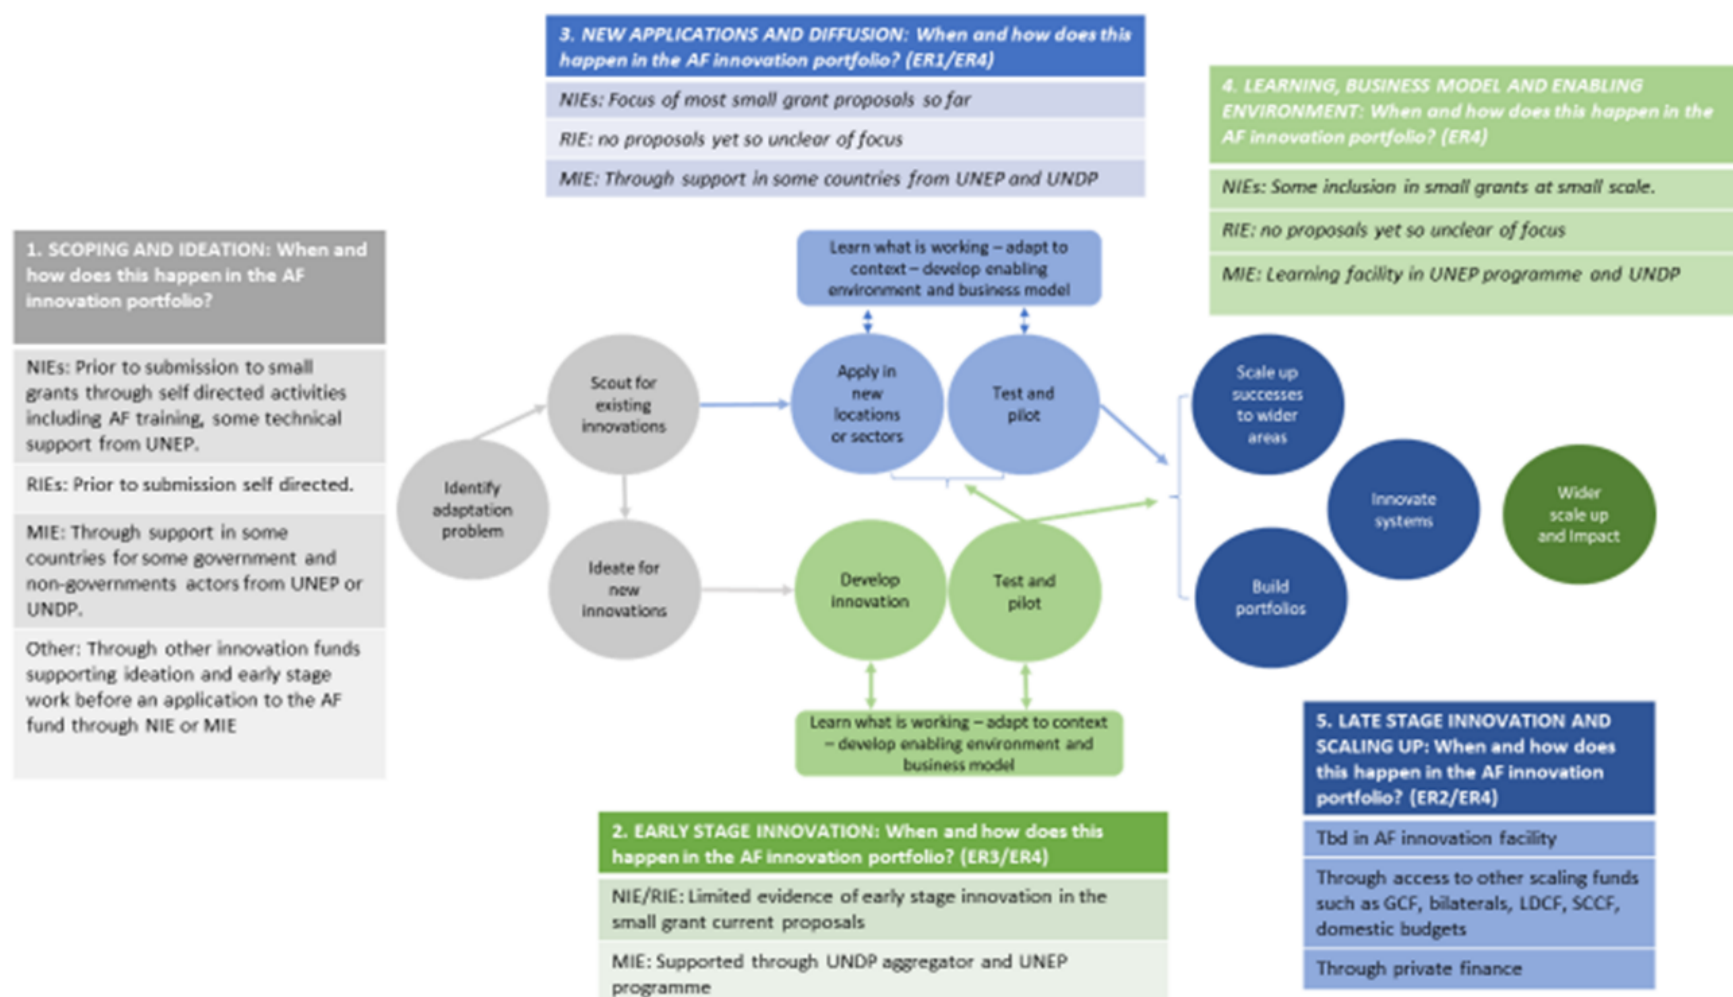 3. NEW APPLICATIONS AND DIFFUSION: When and how does this
happen in the AF innovation portfolio? (ER1/ER4)
NIEs: Focus of most small grant proposals so far
RIE: no proposals yet so unclear of focus
MIE: Through support in some countries from UNEP and UNDP
4. LEARNING, BUSINESS MODEL AND ENABLING
ENVIRONMENT: When and how does this happen in the
AF innovation portfolio? (ER4)
NIEs: Some inclusion in small grants at small scale.
RIE: no proposals yet so unclear of focus
MIE: Learning facility in UNEP programme and UNDP
1. SCOPING AND IDEATION: When and
how does this happen in the AF
innovation portfolio?
NIEs: Prior to submission to small
grants through self directed activities
including AF training, some technical
support from UNEP.
RIEs: Prior to submission self directed.
MIE: Through support in some
countries for some government and
non-governments actors from UNEP or
UNDP.
Other: Through other innovation funds
supporting ideation and early stage
work before an application to the AF
fund through NIE or MIE
Identify
adaptation
problem
Scout for
existing
innovations
Ideate for
new
innovations
Learn what is working – adapt to
context – develop enabling
environment and business model
Apply in
new
locations
or sectors
Test and
pilot
Develop
innovation
Test and
pilot
Learn what is working – adapt to context
– develop enabling environment and
business model
Scale up
successes
to wider
areas
Innovate
systems
Build
portfolios
Wider
scale up
and Impact
2. EARLY STAGE INNOVATION: When and how does this
happen in the AF innovation portfolio? (ER3/ER4)
NIE/RIE: Limited evidence of early stage innovation in the
small grant current proposals
MIE: Supported through UNDP aggregator and UNEP
programme
5. LATE STAGE INNOVATION AND
SCALING UP: When and how does
this happen in the AF innovation
portfolio? (ER2/ER4)
Tbd in AF innovation facility
Through access to other scaling funds
such as GCF, bilaterals, LDCF, SCCF,
domestic budgets
Through private finance